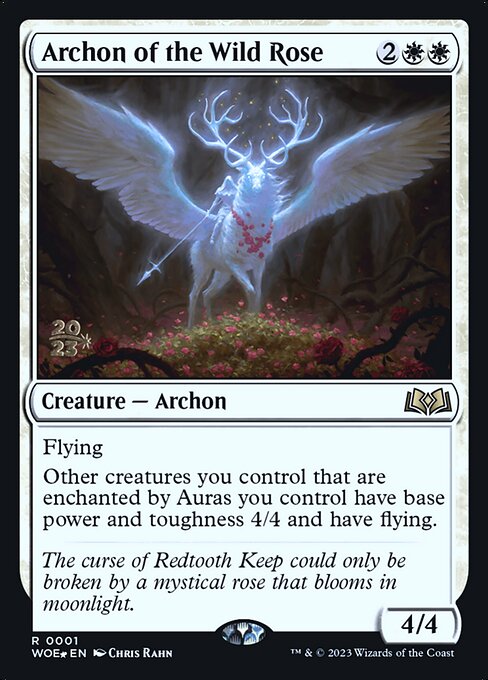 Archon of the Wild Rose 2
20
23
Creature — Archon
Flying
Other creatures you control that are
enchanted by Auras you control have base
power and toughness 4/4 and have flying.
The curse of Redtooth Keep could only be
broken by a mystical rose that blooms in
moonlight.
4/4
R 0001
WOE★EN Chris Rahn
™ & © 2023 Wizards of the Coast